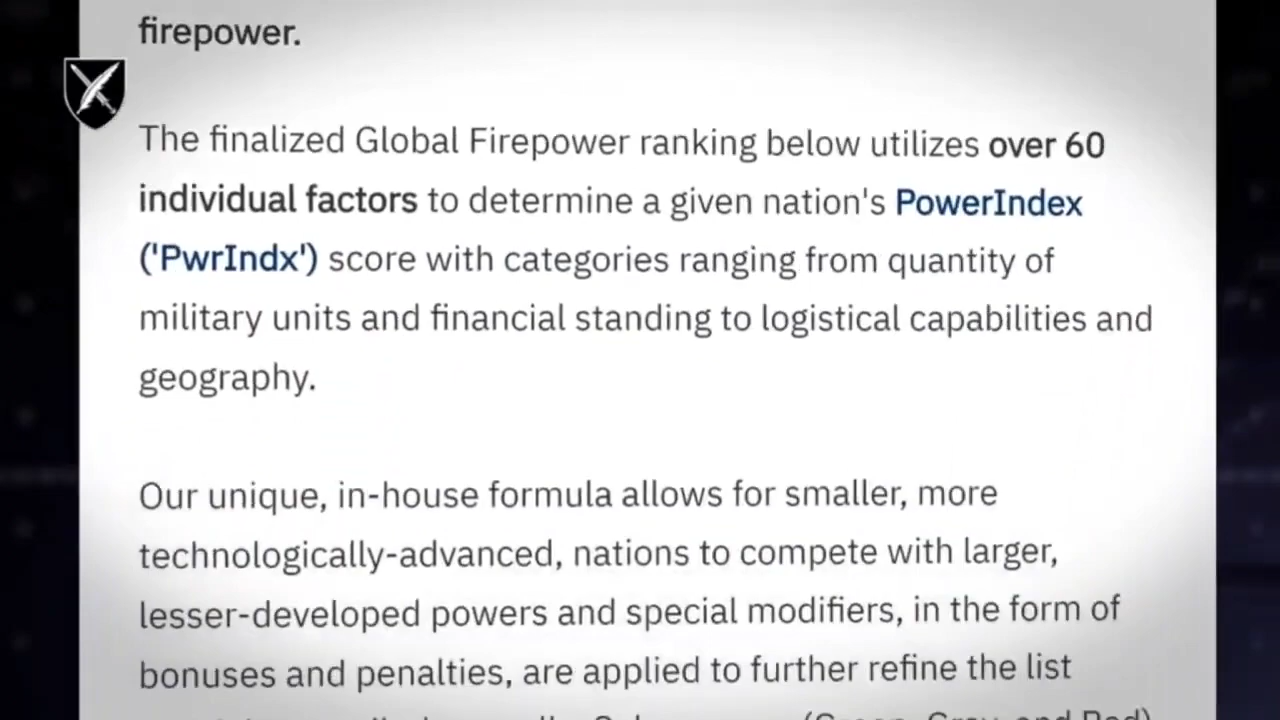 firepower.
The finalized Global Firepower ranking below utilizes over 60
individual factors to determine a given nation's PowerIndex
('PwrIndx') score with categories ranging from quantity of
military units and financial standing to logistical capabilities and
geography.
Our unique, in-house formula allows for smaller, more
technologically-advanced, nations to compete with larger,
lesser-developed powers and special modifiers, in the form of
bonuses and penalties, are applied to further refine the list